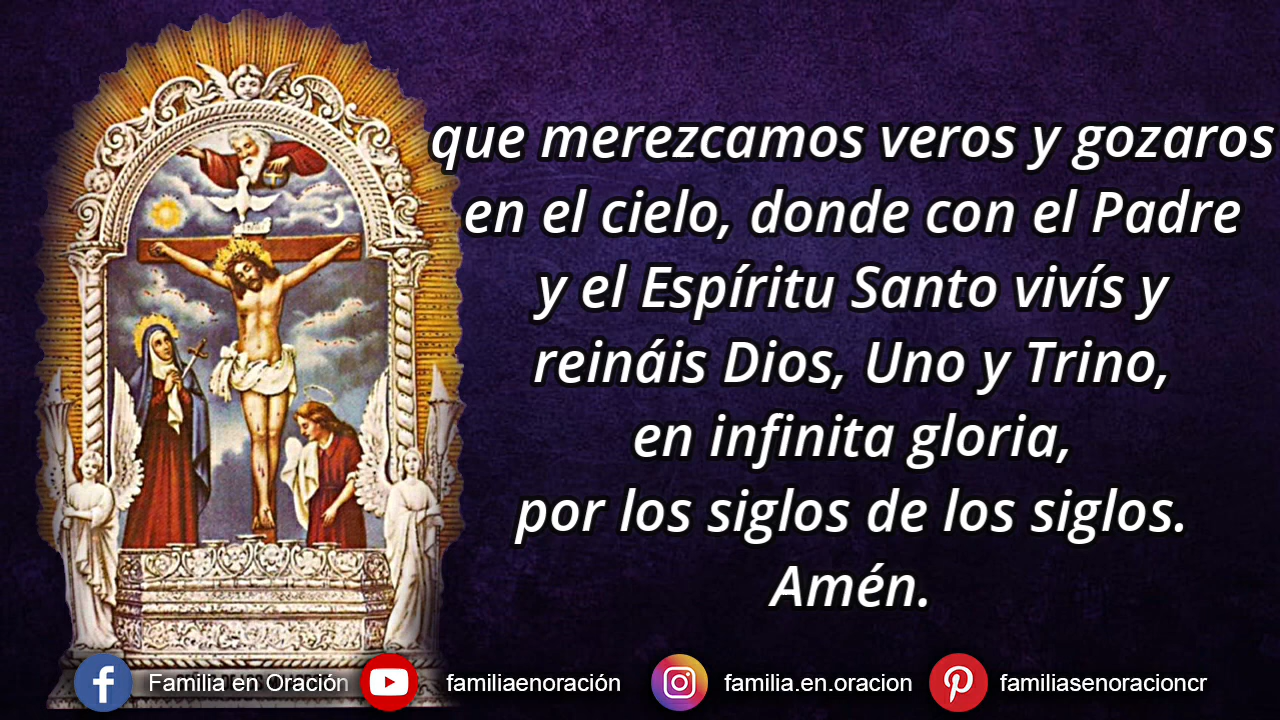 que merezcamos veros y gozaros
en el cielo, donde con el Padre
y el Espíritu Santo vivís y
reináis Dios, Uno y Trino,
en infinita gloria,
por los siglos de los siglos.
Amén.
Familia en Oración
familiaenoración
familia.en.oracion
familiasenoracioncr